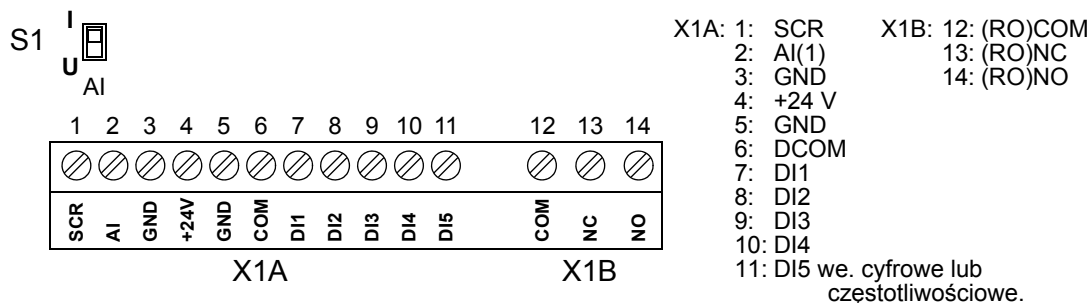 S1
I
U
AI
1 2 3 4 5 6 7 8 9 10 11 12 13 14
SCR AI GND +24V GND COM DI1 DI2 DI3 DI4 DI5 COM NC NO
X1A X1B
X1A: 1: SCR
2: AI(1)
3: GND
4: +24 V
5: GND
6: DCOM
7: DI1
8: DI2
9: DI3
10: DI4
11: DI5 we. cyfrowe lub
częstotliwościowe.
X1B: 12: (RO)COM
13: (RO)NC
14: (RO)NO